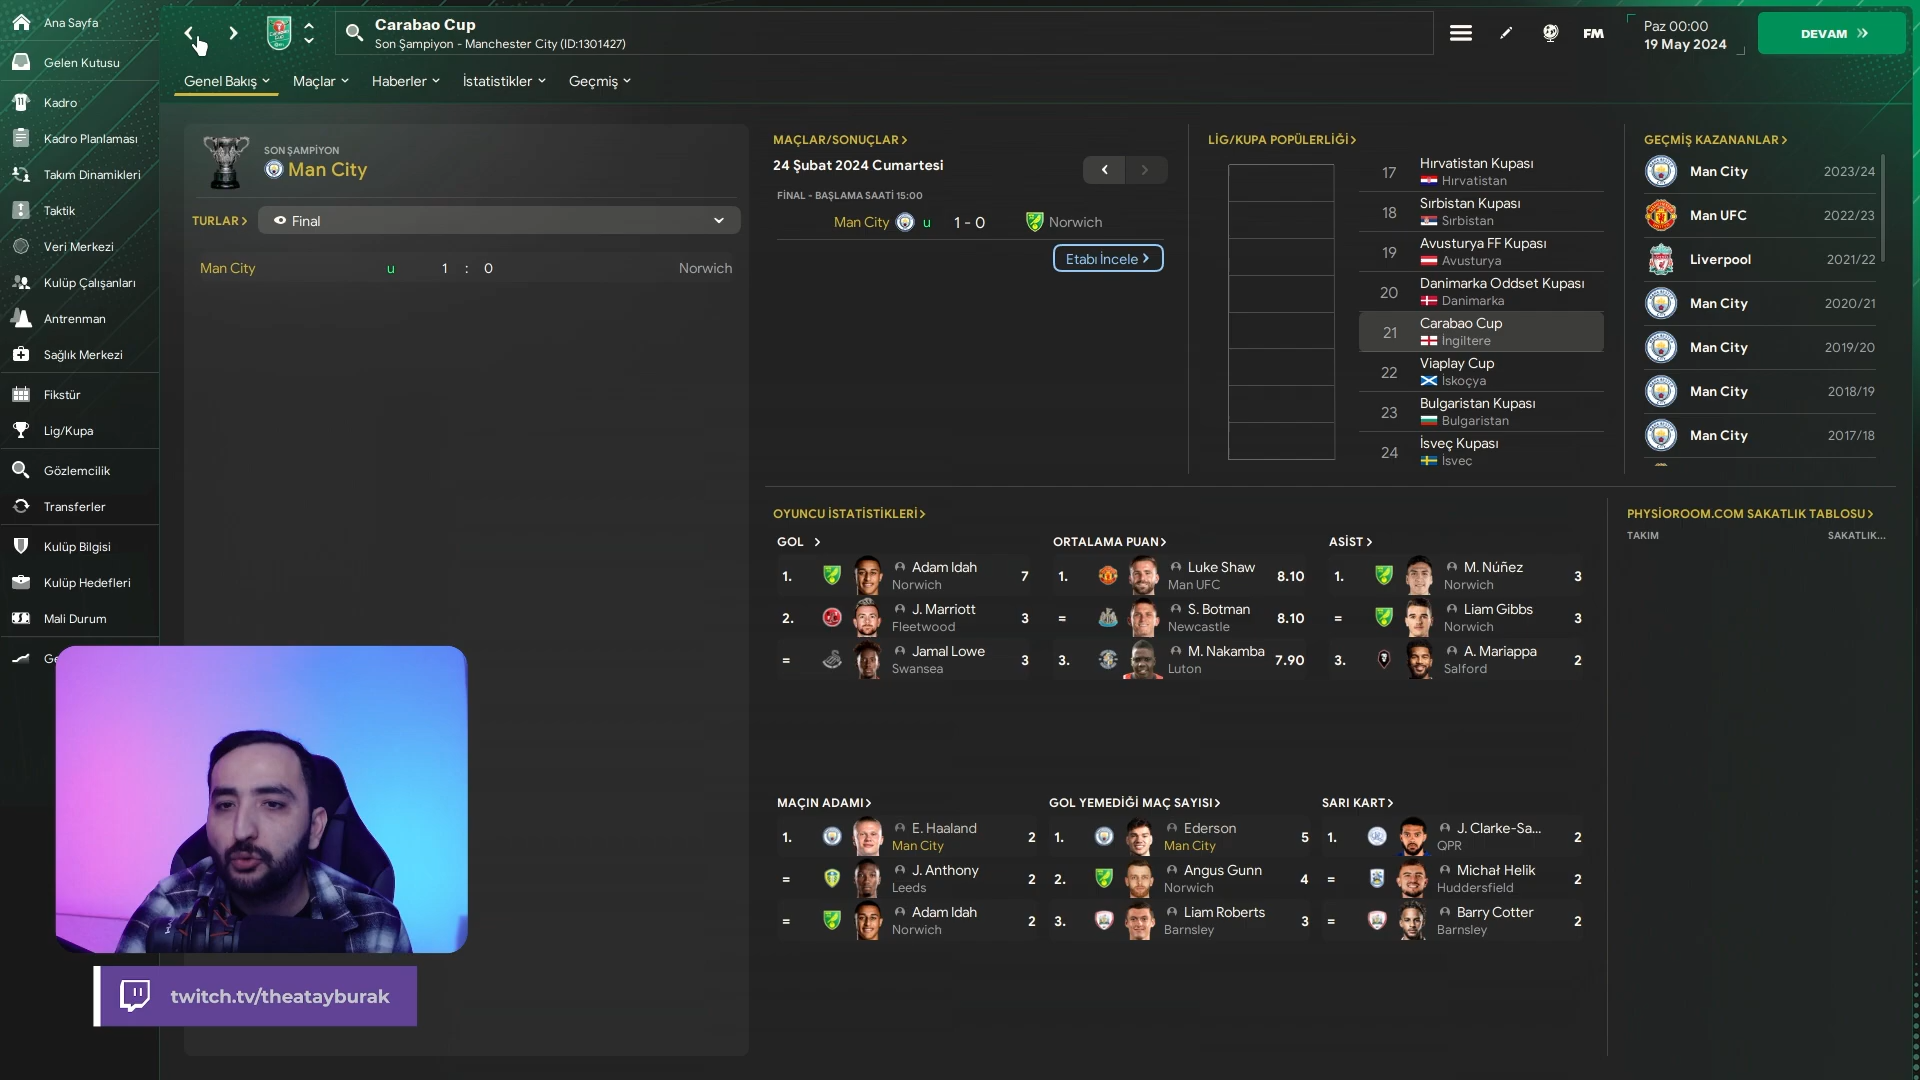 Ana Sayfa
Gelen Kutusu
Kadro
Kadro Planlaması
Takım Dinamikleri
Taktik
Veri Merkezi
Kulüp Çalışanları
Antrenman
Sağlık Merkezi
Fikstür
Lig/Kupa
Gözlemcilik
Transferler
Kulüp Bilgisi
Kulüp Hedefleri
Mali Durum
Carabao Cup
Son Şampiyon - Manchester City (ID:1301427)
FM
Paz 00:00
19 May 2024
DEVAM
Genel Bakış
Maçlar
Haberler
İstatistikler
Geçmiş
SON ŞAMPİYON
Man City
TURLAR
Final
Man City u 1 : 0 Norwich
MAÇLAR/SONUÇLAR
24 Şubat 2024 Cumartesi
FİNAL - BAŞLAMA SAATİ 15:00
Man City u 1 - 0 Norwich
Etabı İncele
LİG/KUPA POPÜLERLİĞİ
17 Hırvatistan Kupası
Hırvatistan
18 Sırbistan Kupası
Sırbistan
19 Avusturya FF Kupası
Avusturya
20 Danimarka Oddset Kupası
Danimarka
21 Carabao Cup
İngiltere
22 Viaplay Cup
İskoçya
23 Bulgaristan Kupası
Bulgaristan
24 İsveç Kupası
İsveç
GEÇMİŞ KAZANANLAR
Man City 2023/24
Man UFC 2022/23
Liverpool 2021/22
Man City 2020/21
Man City 2019/20
Man City 2018/19
Man City 2017/18
OYUNCU İSTATİSTİKLERİ
GOL
1. Adam Idah 7
Norwich
2. J. Marriott 3
Fleetwood
= Jamal Lowe 3
Swansea
ORTALAMA PUAN
1. Luke Shaw 8.10
Man UFC
= S. Botman 8.10
Newcastle
3. M. Nakamba 7.90
Luton
ASİST
1. M. Núñez 3
Norwich
= Liam Gibbs 3
Norwich
3. A. Mariappa 2
Salford
PHYSİOROOM.COM SAKATLIK TABLOSU
TAKIM SAKATLIK...
MAÇIN ADAMI
1. E. Haaland 2
Man City
= J. Anthony 2
Leeds
= Adam Idah 2
Norwich
GOL YEMEDİĞİ MAÇ SAYISI
1. Ederson 5
Man City
2. Angus Gunn 4
Norwich
3. Liam Roberts 3
Barnsley
SARI KART
1. J. Clarke-Sa... 2
QPR
= Michał Helik 2
Huddersfield
= Barry Cotter 2
Barnsley
twitch.tv/theatayburak